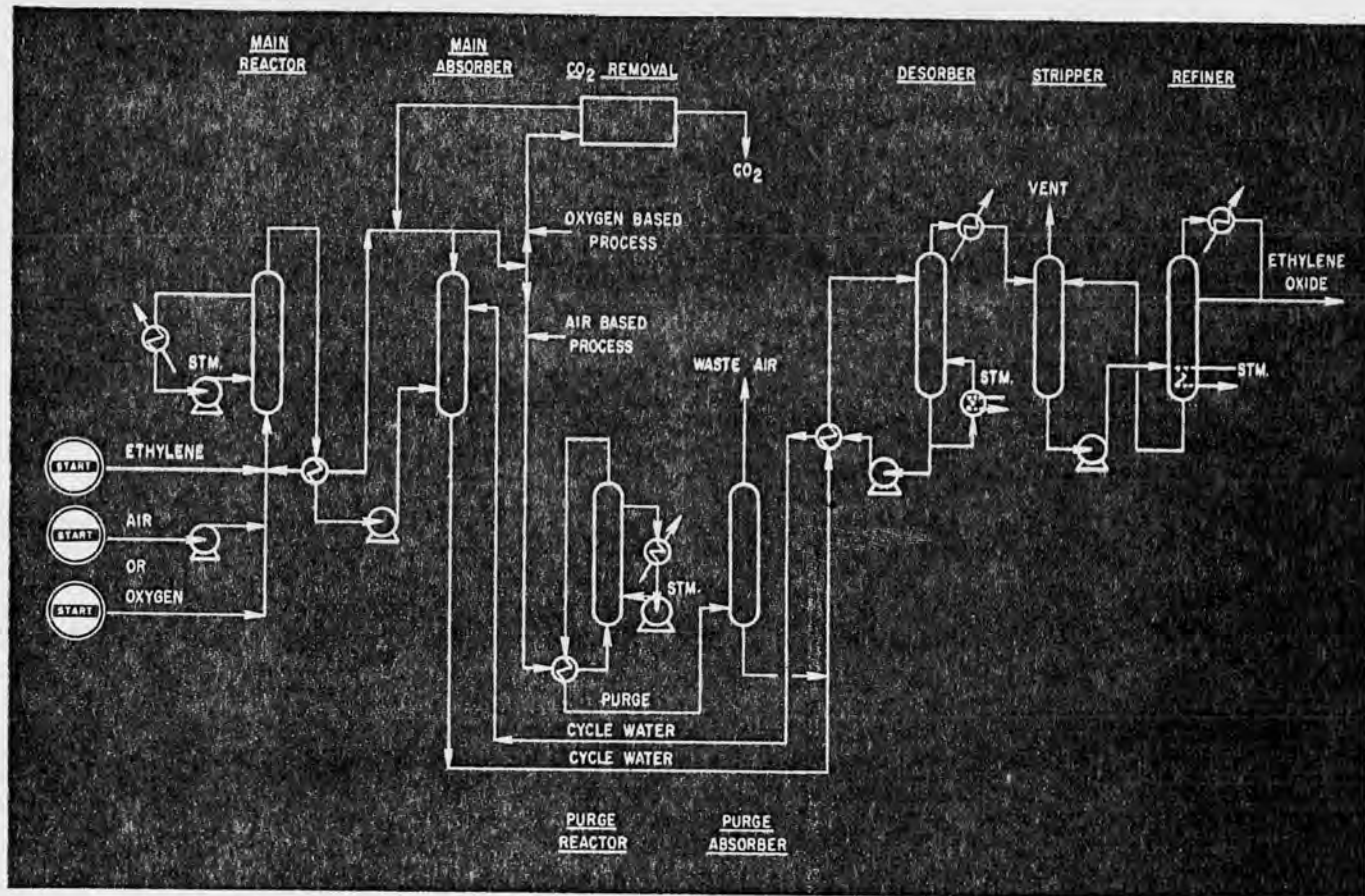 MAIN
REACTOR
MAIN
ABSORBER
CO₂ REMOVAL
DESORBER
STRIPPER
REFINER
CO₂
VENT
OXYGEN BASED
PROCESS
ETHYLENE
OXIDE
AIR BASED
PROCESS
STM.
WASTE AIR
STM.
STM.
START
ETHYLENE
START
AIR
OR
OXYGEN
START
STM.
PURGE
CYCLE WATER
CYCLE WATER
PURGE
REACTOR
PURGE
ABSORBER